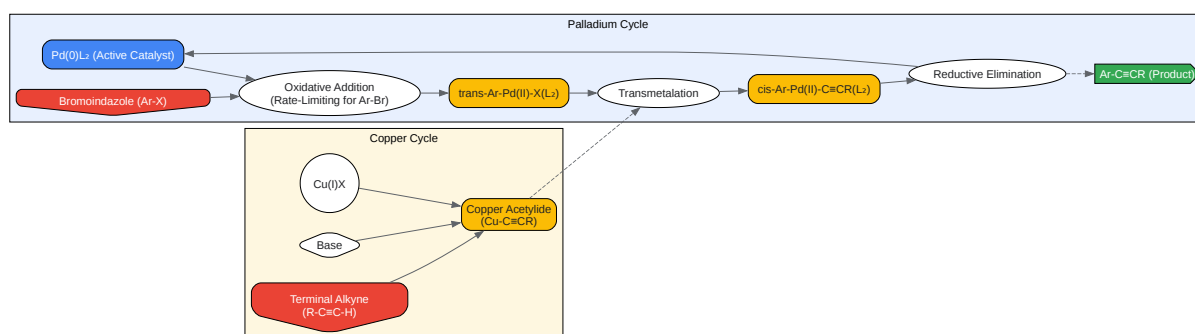 Palladium Cycle
Pd(0)L₂ (Active Catalyst)
Bromoindazole (Ar-X)
Oxidative Addition
(Rate-Limiting for Ar-Br)
trans-Ar-Pd(II)-X(L₂)
Transmetalation
cis-Ar-Pd(II)-C≡CR(L₂)
Reductive Elimination
Ar-C≡CR (Product)
Copper Cycle
Cu(I)X
Base
Terminal Alkyne
(R-C≡C-H)
Copper Acetylide
(Cu-C≡CR)